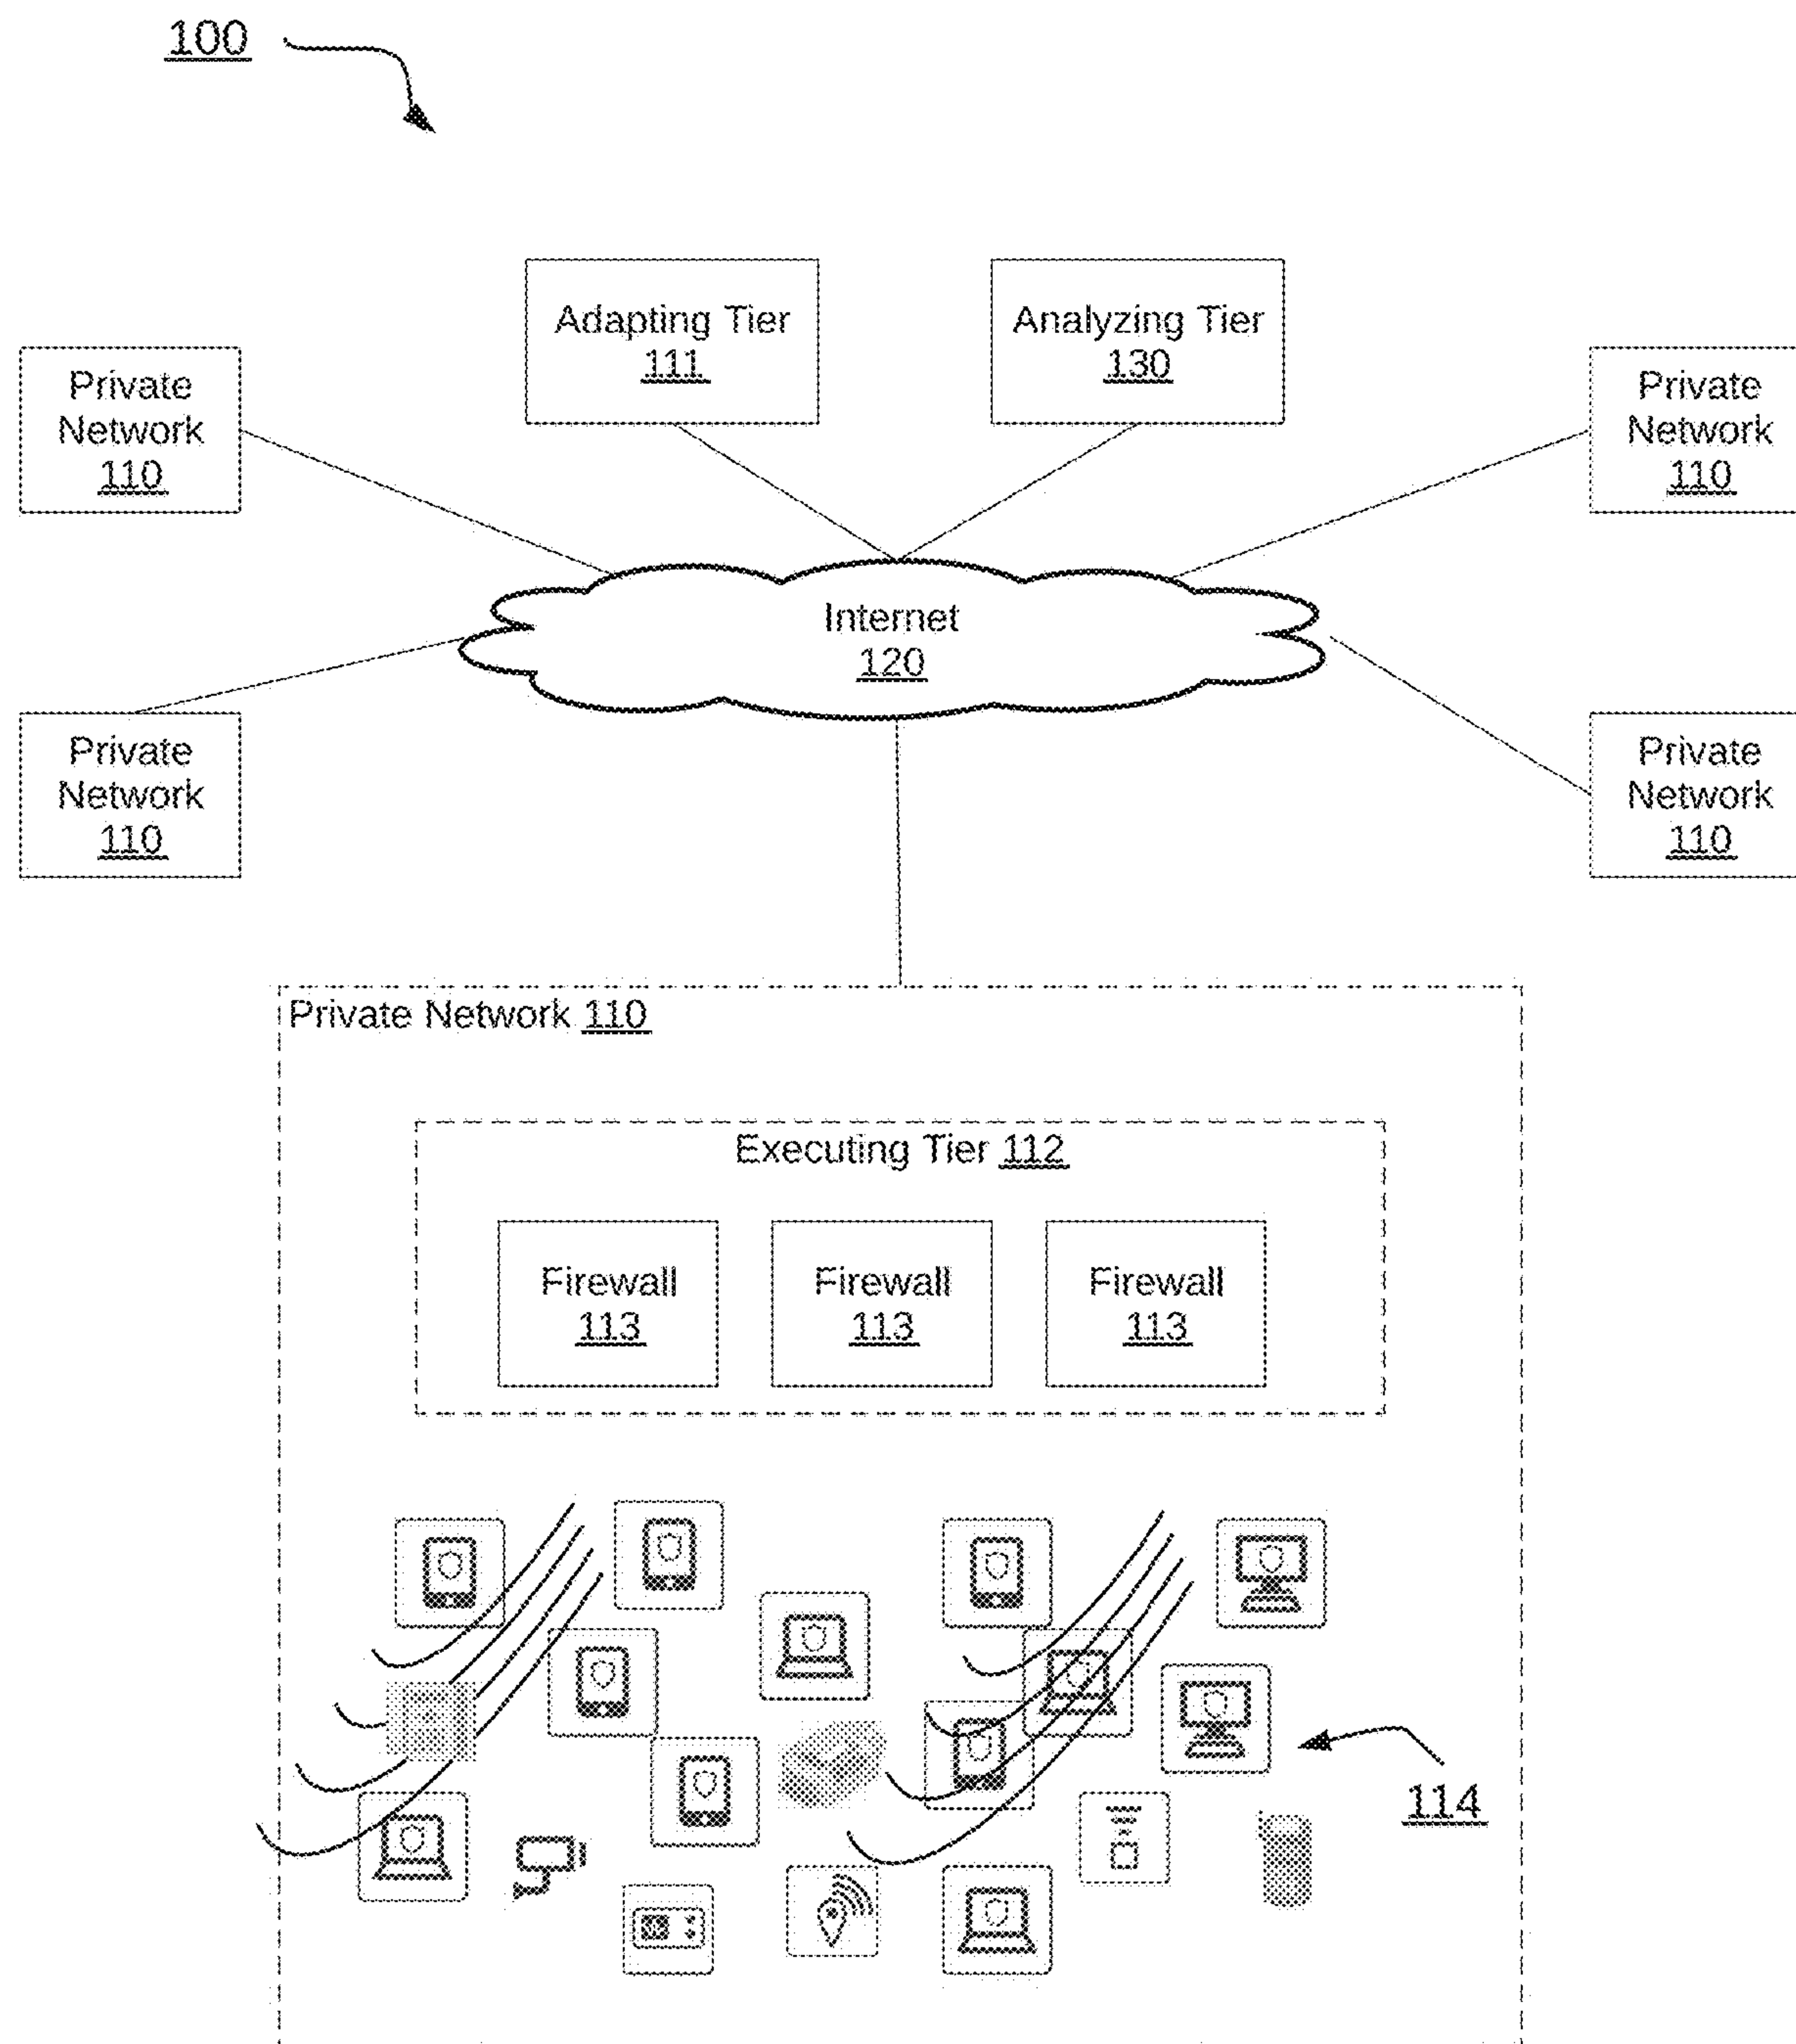 100
Adapting Tier
111
Analyzing Tier
130
Private
Network
110
Private
Network
110
Internet
120
Private
Network
110
Private
Network
110
Private Network 110
Executing Tier 112
Firewall
113
Firewall
113
Firewall
113
114